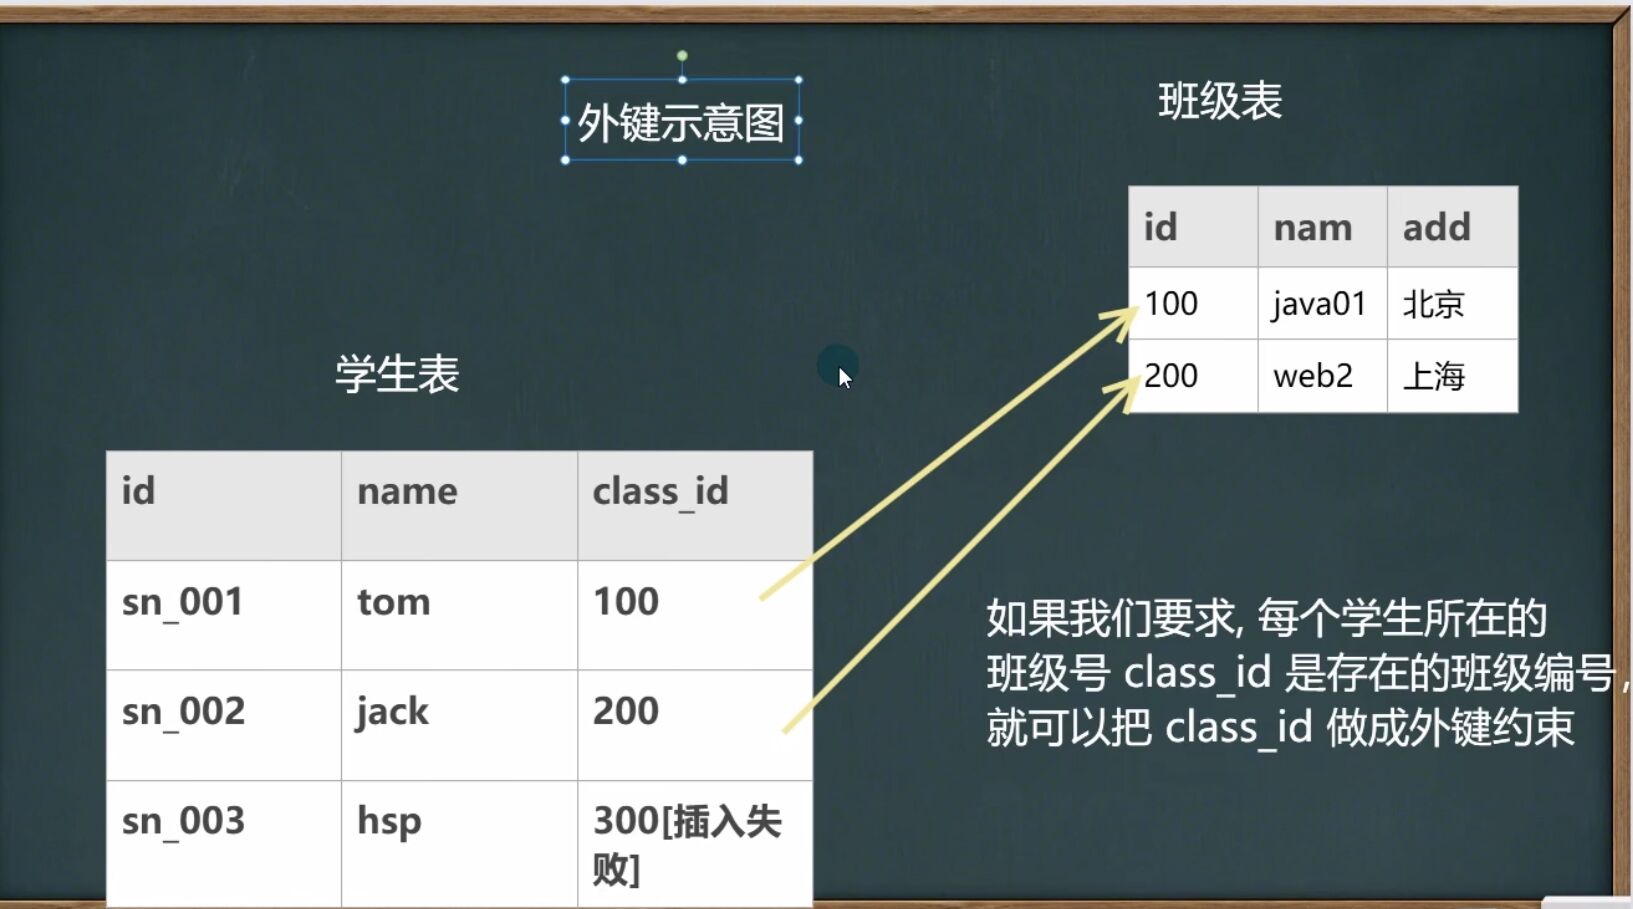 外键示意图
班级表
id nam add
100 java01 北京
200 web2 上海
学生表
id name class_id
sn_001 tom 100
sn_002 jack 200
sn_003 hsp 300[插入失
败]
如果我们要求, 每个学生所在的
班级号 class_id 是存在的班级编号,
就可以把 class_id 做成外键约束